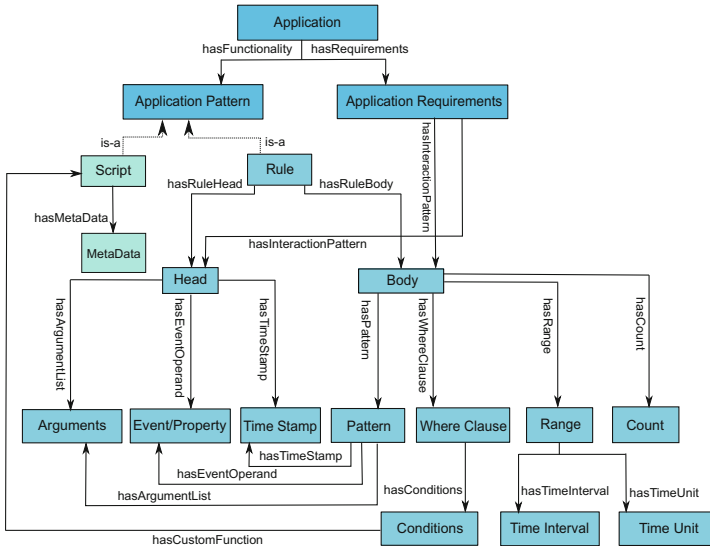 Application
hasFunctionality
hasRequirements
Application Pattern
Application Requirements
is-a
is-a
hasInteractionPattern
Script
Rule
hasRuleHead
hasRuleBody
hasMetaData
MetaData
hasInteractionPattern
Head
Body
hasArgumentList
hasEventOperand
hasTimeStamp
hasPattern
hasWhereClause
hasRange
hasCount
Arguments
Event/Property
Time Stamp
Pattern
Where Clause
Range
Count
hasTimeStamp
hasEventOperand
hasArgumentList
hasConditions
hasTimeInterval
hasTimeUnit
Conditions
Time Interval
Time Unit
hasCustomFunction